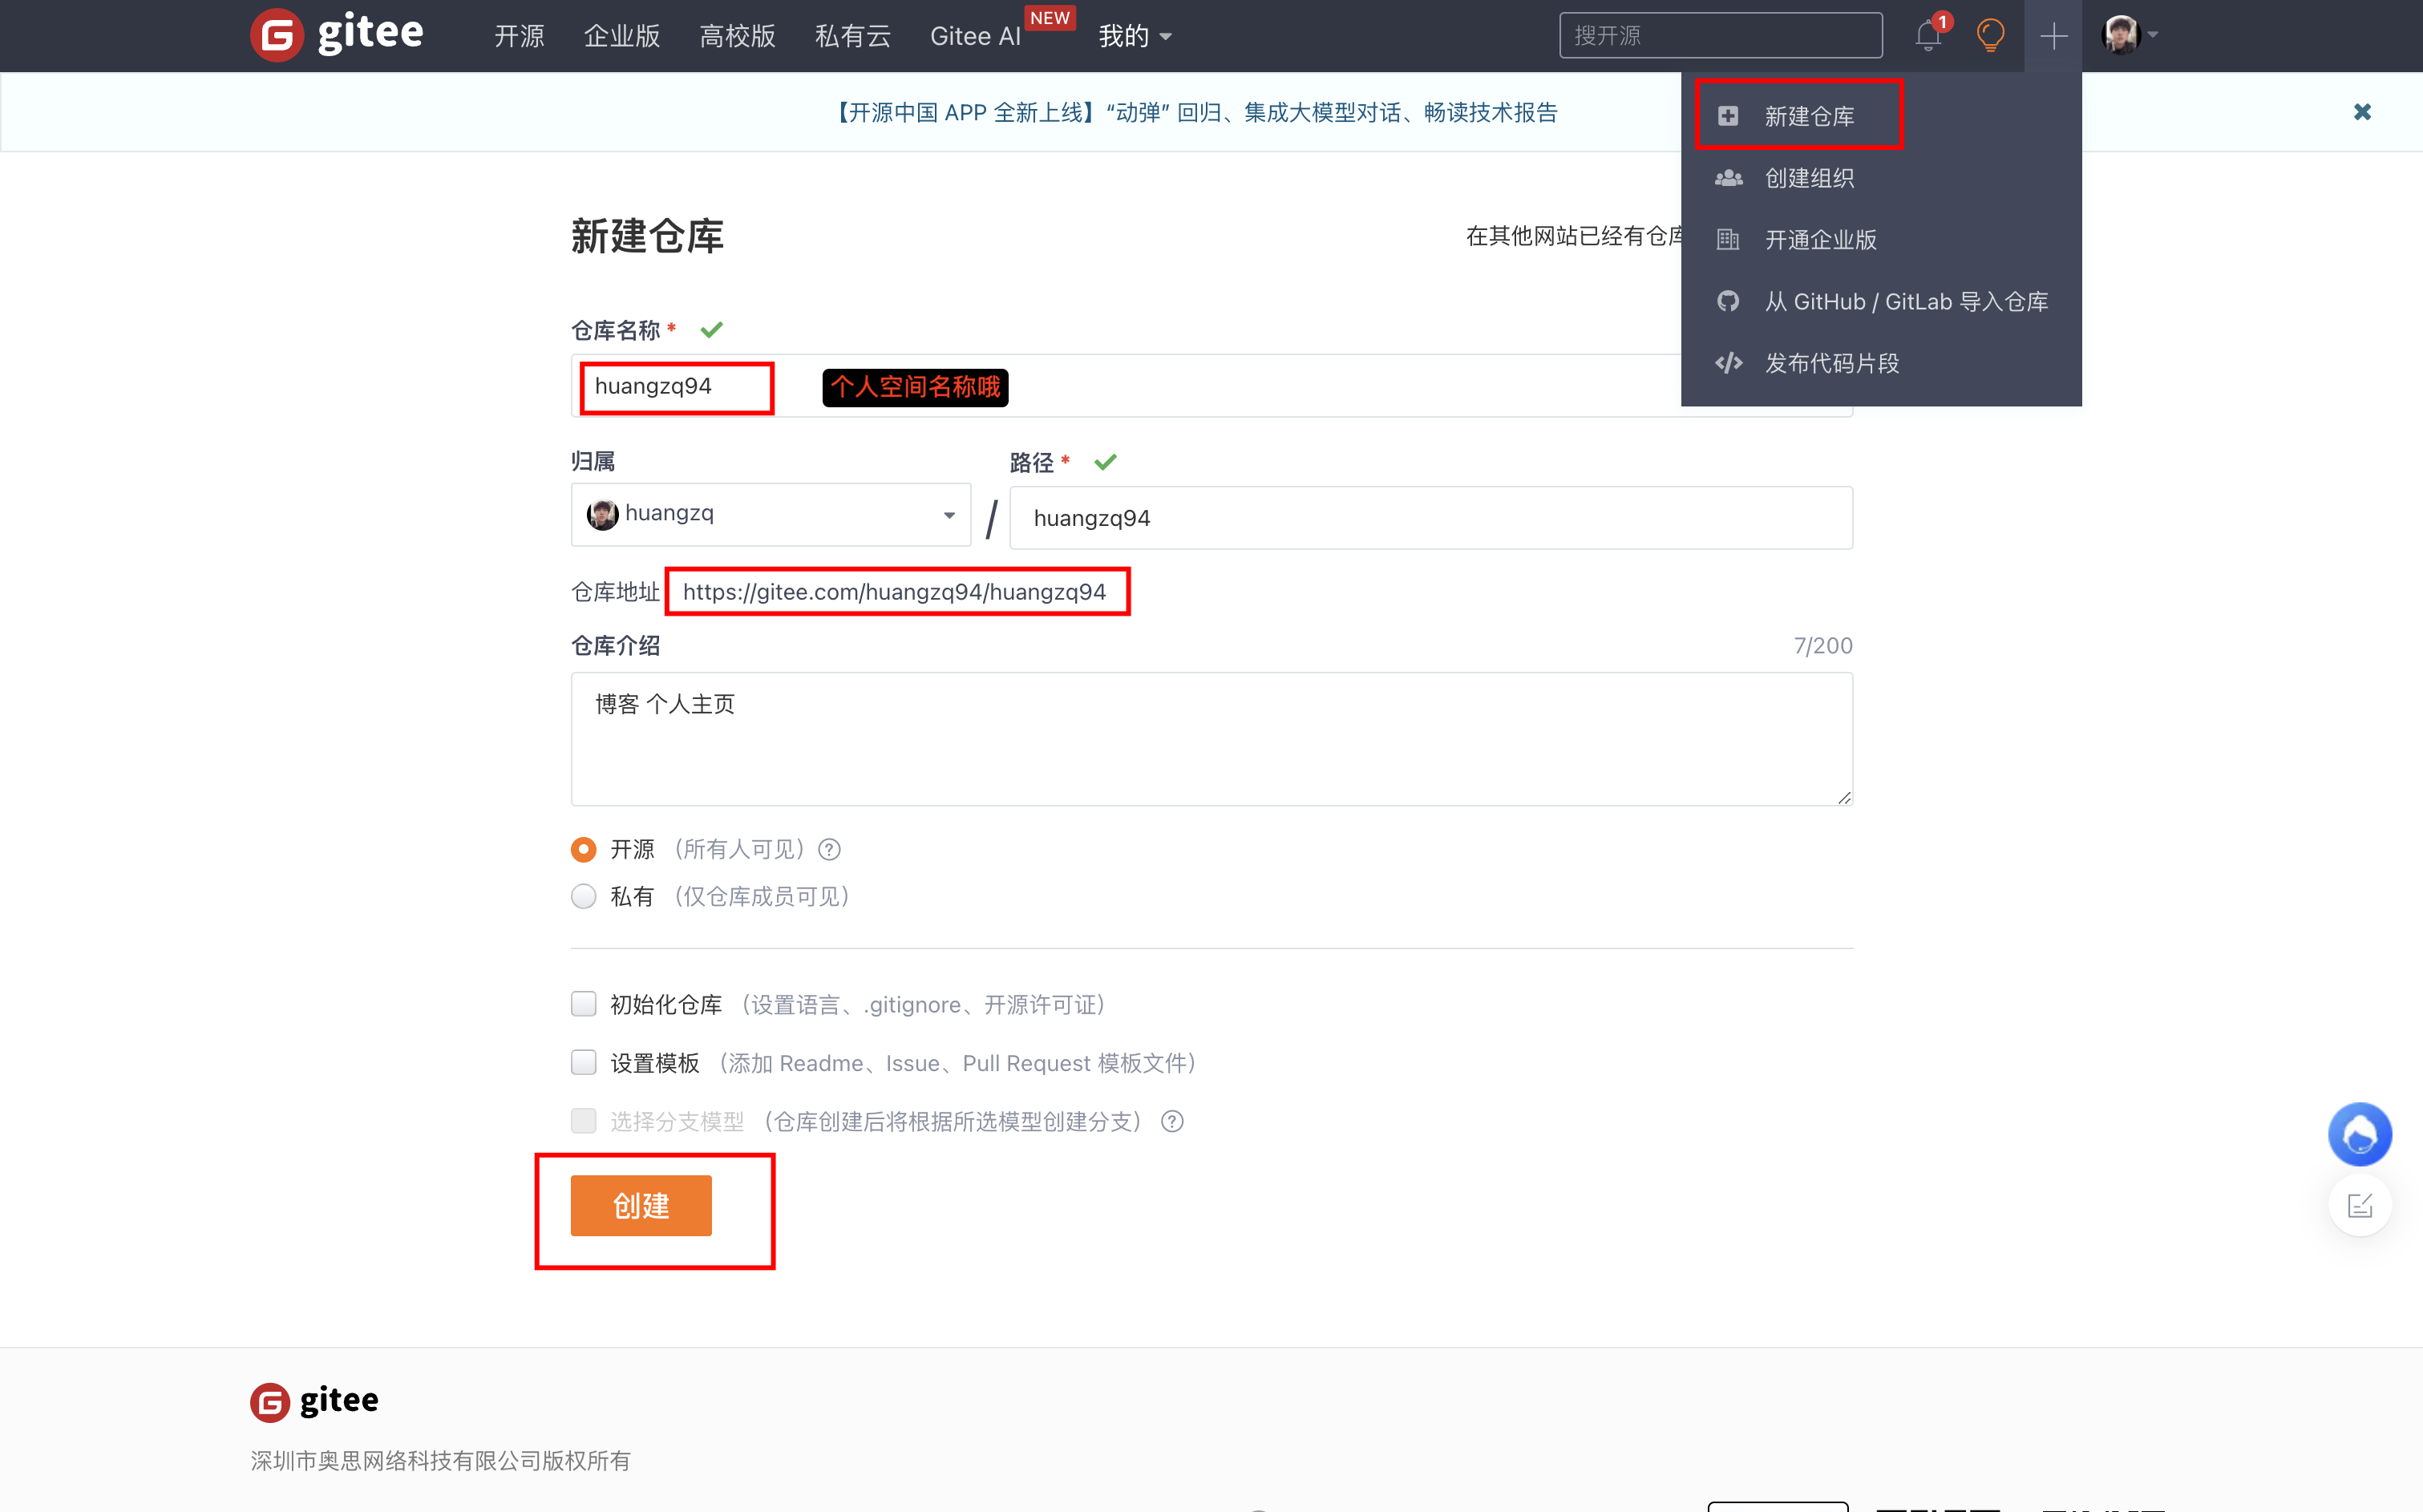 gitee 开源 企业版 高校版 私有云 Gitee AI NEW 我的 搜开源 1
【开源中国 APP 全新上线】“动弹” 回归、集成大模型对话、畅读技术报告
新建仓库
创建组织
开通企业版
从 GitHub / GitLab 导入仓库
发布代码片段
新建仓库 在其他网站已经有仓库
仓库名称 *
huangzq94 个人空间名称哦
归属 路径 *
huangzq / huangzq94
仓库地址 https://gitee.com/huangzq94/huangzq94
仓库介绍 7/200
博客 个人主页
开源 （所有人可见） ?
私有 （仅仓库成员可见）
初始化仓库 （设置语言、.gitignore、开源许可证）
设置模板 （添加 Readme、Issue、Pull Request 模板文件）
选择分支模型 （仓库创建后将根据所选模型创建分支） ?
创建
gitee
深圳市奥思网络科技有限公司版权所有